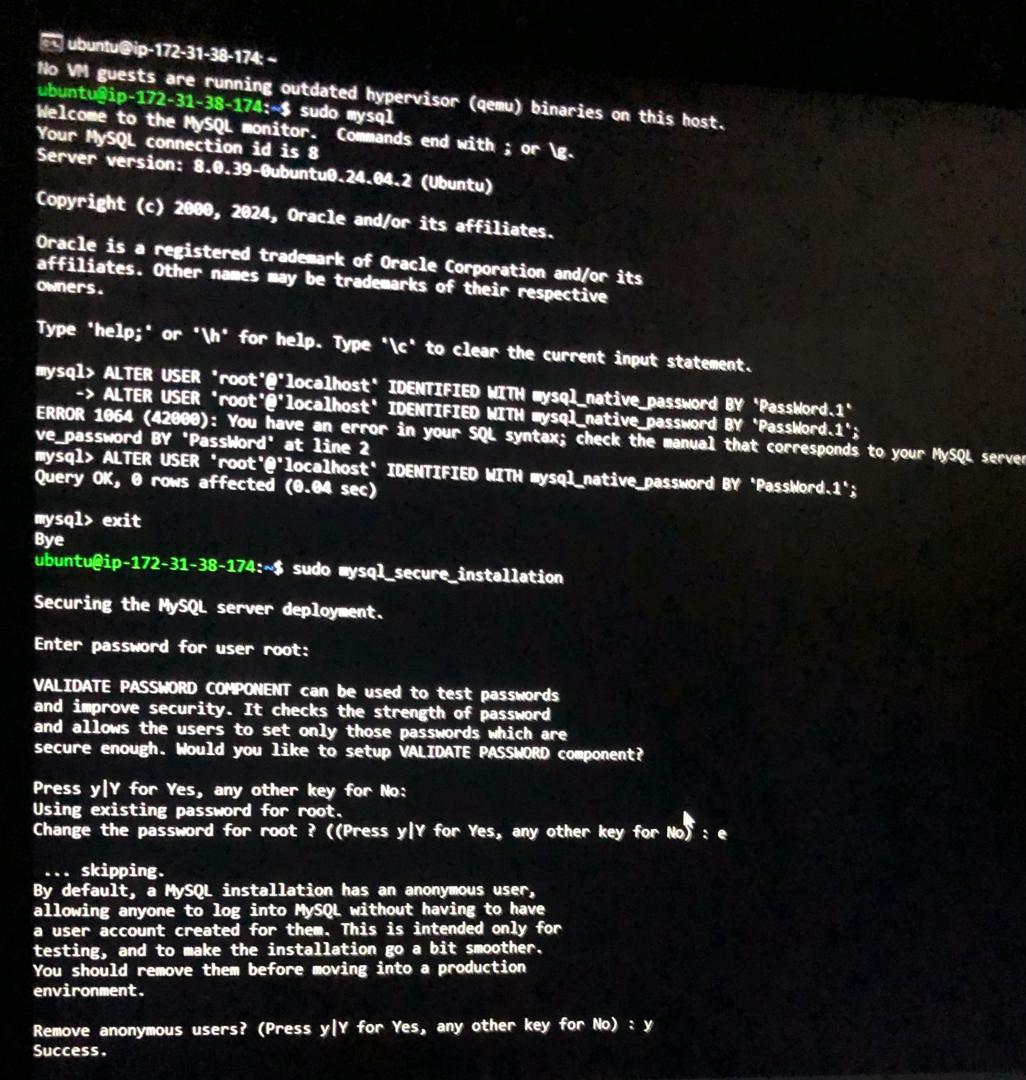 ubuntu@ip-172-31-38-174: ~
No VM guests are running outdated hypervisor (qemu) binaries on this host.
ubuntu@ip-172-31-38-174:~$ sudo mysql
Welcome to the MySQL monitor.  Commands end with ; or \g.
Your MySQL connection id is 8
Server version: 8.0.39-0ubuntu0.24.04.2 (Ubuntu)
Copyright (c) 2000, 2024, Oracle and/or its affiliates.
Oracle is a registered trademark of Oracle Corporation and/or its
affiliates. Other names may be trademarks of their respective
owners.
Type 'help;' or '\h' for help. Type '\c' to clear the current input statement.
mysql> ALTER USER 'root'@'localhost' IDENTIFIED WITH mysql_native_password BY 'PassWord.1'
    -> ALTER USER 'root'@'localhost' IDENTIFIED WITH mysql_native_password BY 'PassWord.1';
ERROR 1064 (42000): You have an error in your SQL syntax; check the manual that corresponds to your MySQL server
ve_password BY 'PassWord' at line 2
mysql> ALTER USER 'root'@'localhost' IDENTIFIED WITH mysql_native_password BY 'PassWord.1';
Query OK, 0 rows affected (0.04 sec)
mysql> exit
Bye
ubuntu@ip-172-31-38-174:~$ sudo mysql_secure_installation
Securing the MySQL server deployment.
Enter password for user root:
VALIDATE PASSWORD COMPONENT can be used to test passwords
and improve security. It checks the strength of password
and allows the users to set only those passwords which are
secure enough. Would you like to setup VALIDATE PASSWORD component?
Press y|Y for Yes, any other key for No:
Using existing password for root.
Change the password for root ? ((Press y|Y for Yes, any other key for No) : e
 ... skipping.
By default, a MySQL installation has an anonymous user,
allowing anyone to log into MySQL without having to have
a user account created for them. This is intended only for
testing, and to make the installation go a bit smoother.
You should remove them before moving into a production
environment.
Remove anonymous users? (Press y|Y for Yes, any other key for No) : y
Success.